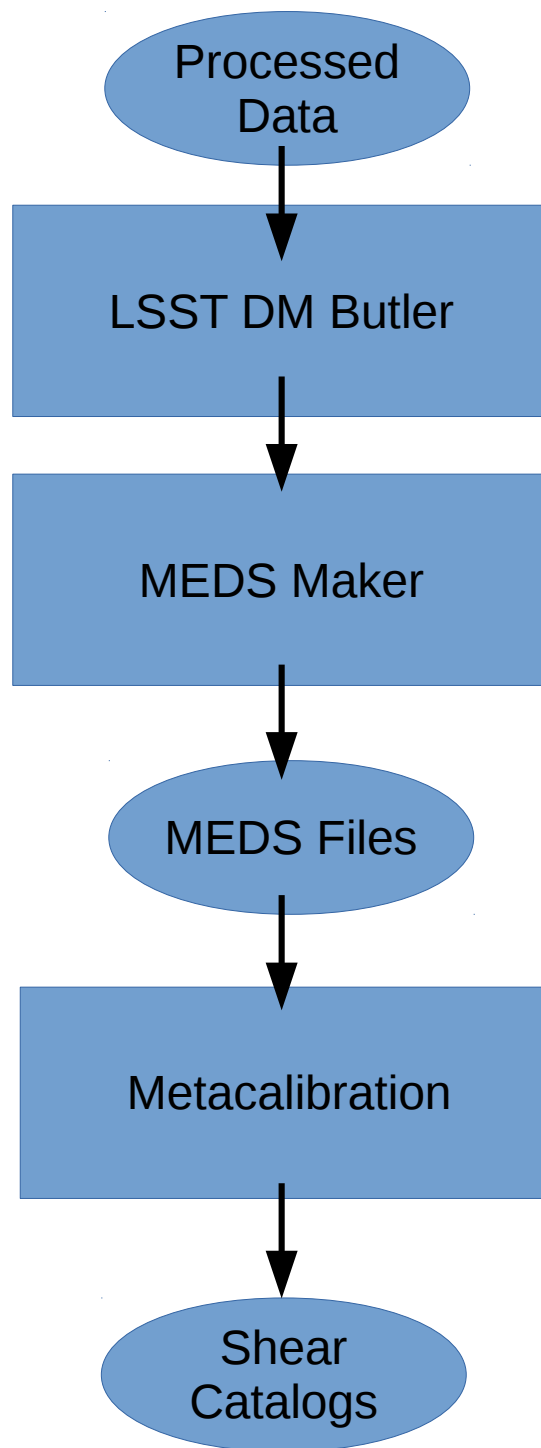 Processed
Data
LSST DM Butler
MEDS Maker
MEDS Files
Metacalibration
Shear
Catalogs